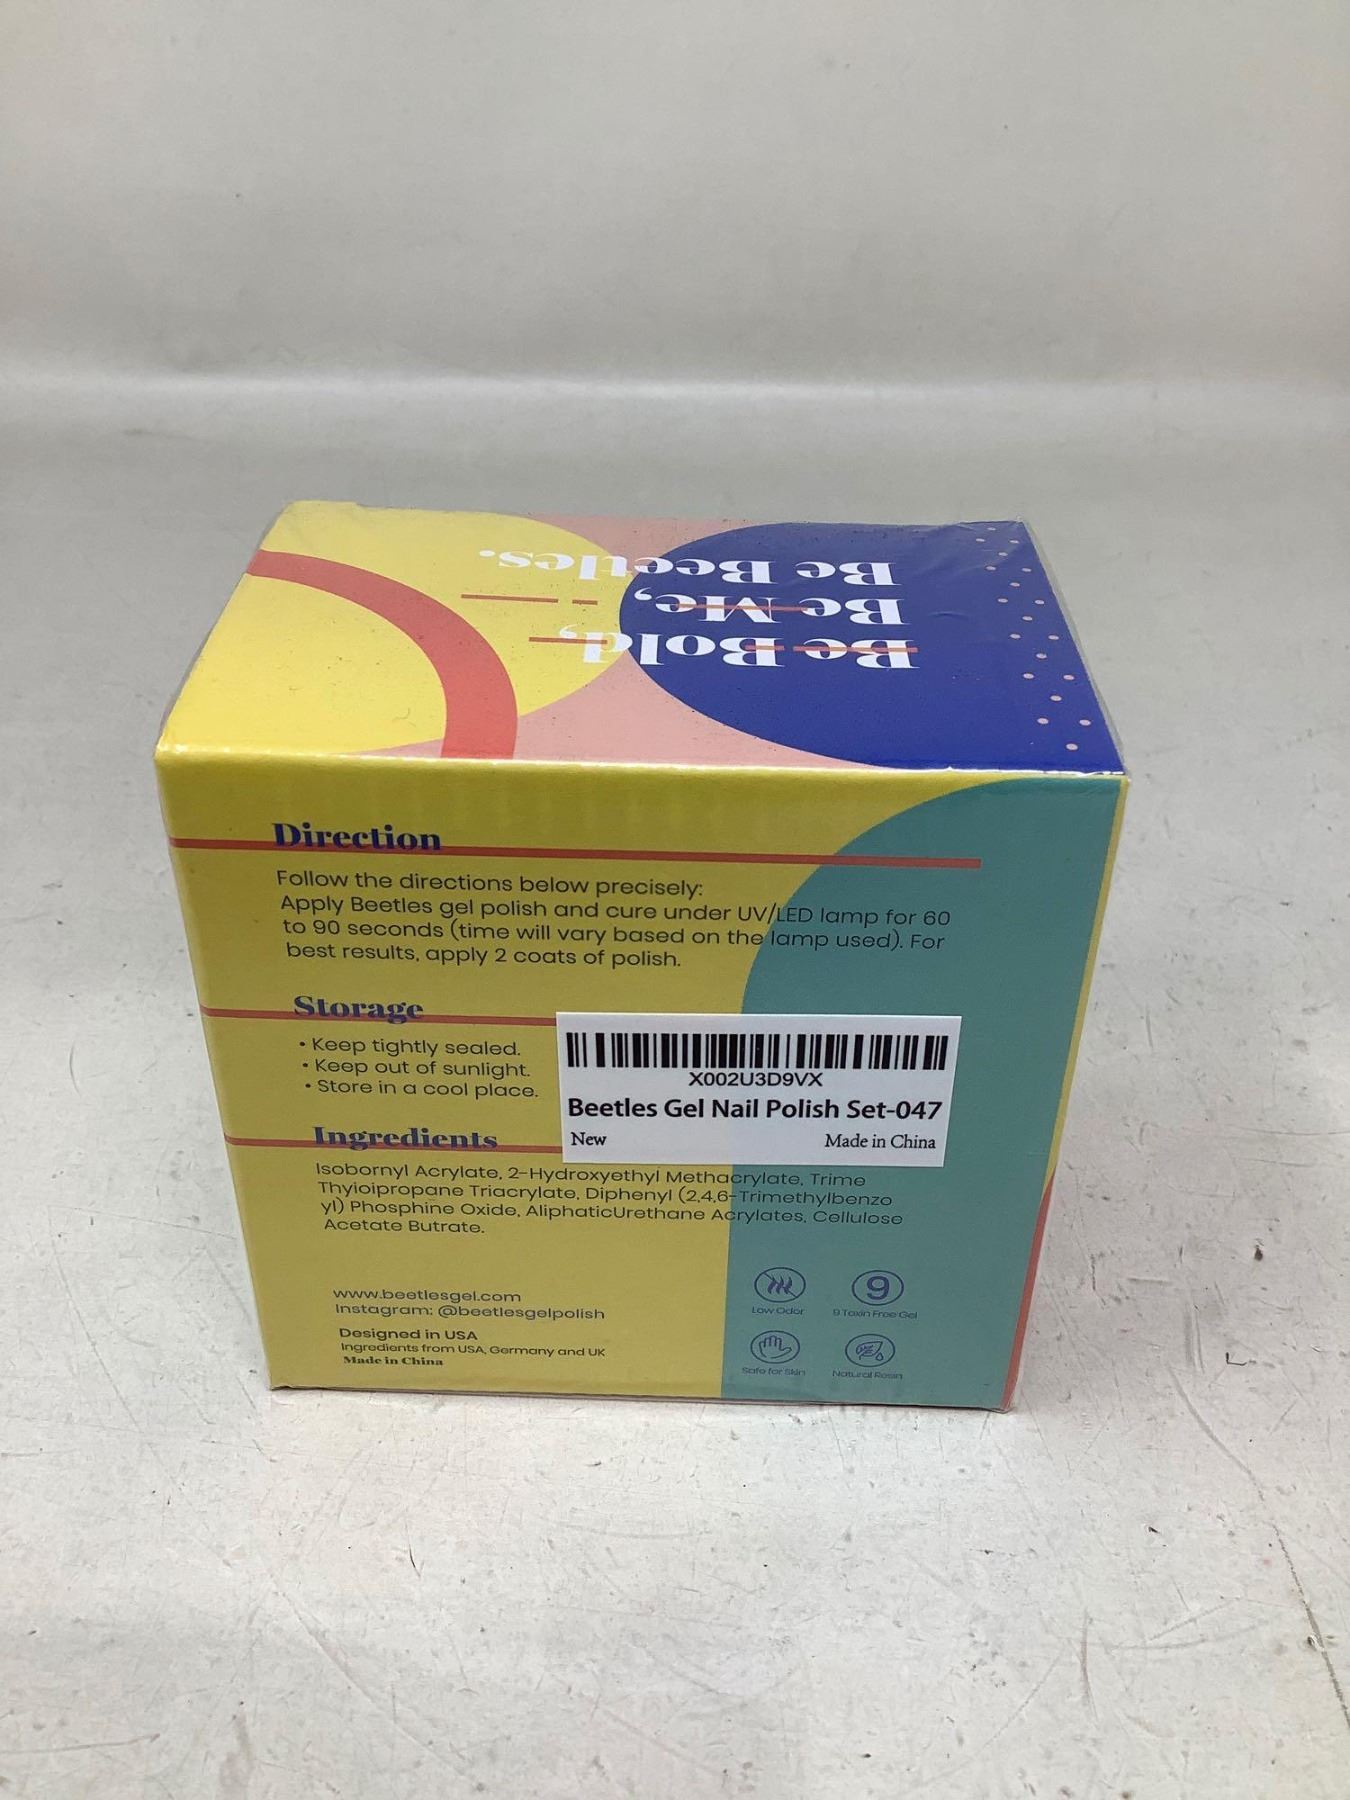 Be Bold,
Be Me,
Be Beetles.
Direction
Follow the directions below precisely:
Apply Beetles gel polish and cure under UV/LED lamp for 60
to 90 seconds (time will vary based on the lamp used). For
best results, apply 2 coats of polish.
Storage
• Keep tightly sealed.
• Keep out of sunlight.
• Store in a cool place.
X002U3D9VX
Beetles Gel Nail Polish Set-047
New Made in China
Ingredients
Isobornyl Acrylate, 2-Hydroxyethyl Methacrylate, Trime
Thyioipropane Triacrylate, Diphenyl (2,4,6-Trimethylbenzo
yl) Phosphine Oxide, AliphaticUrethane Acrylates, Cellulose
Acetate Butrate.
www.beetlesgel.com
Instagram: @beetlesgelpolish
Designed in USA
Ingredients from USA, Germany and UK
Made in China
Low Odor
9
9 Toxin Free Gel
Safe for Skin
Natural Resin